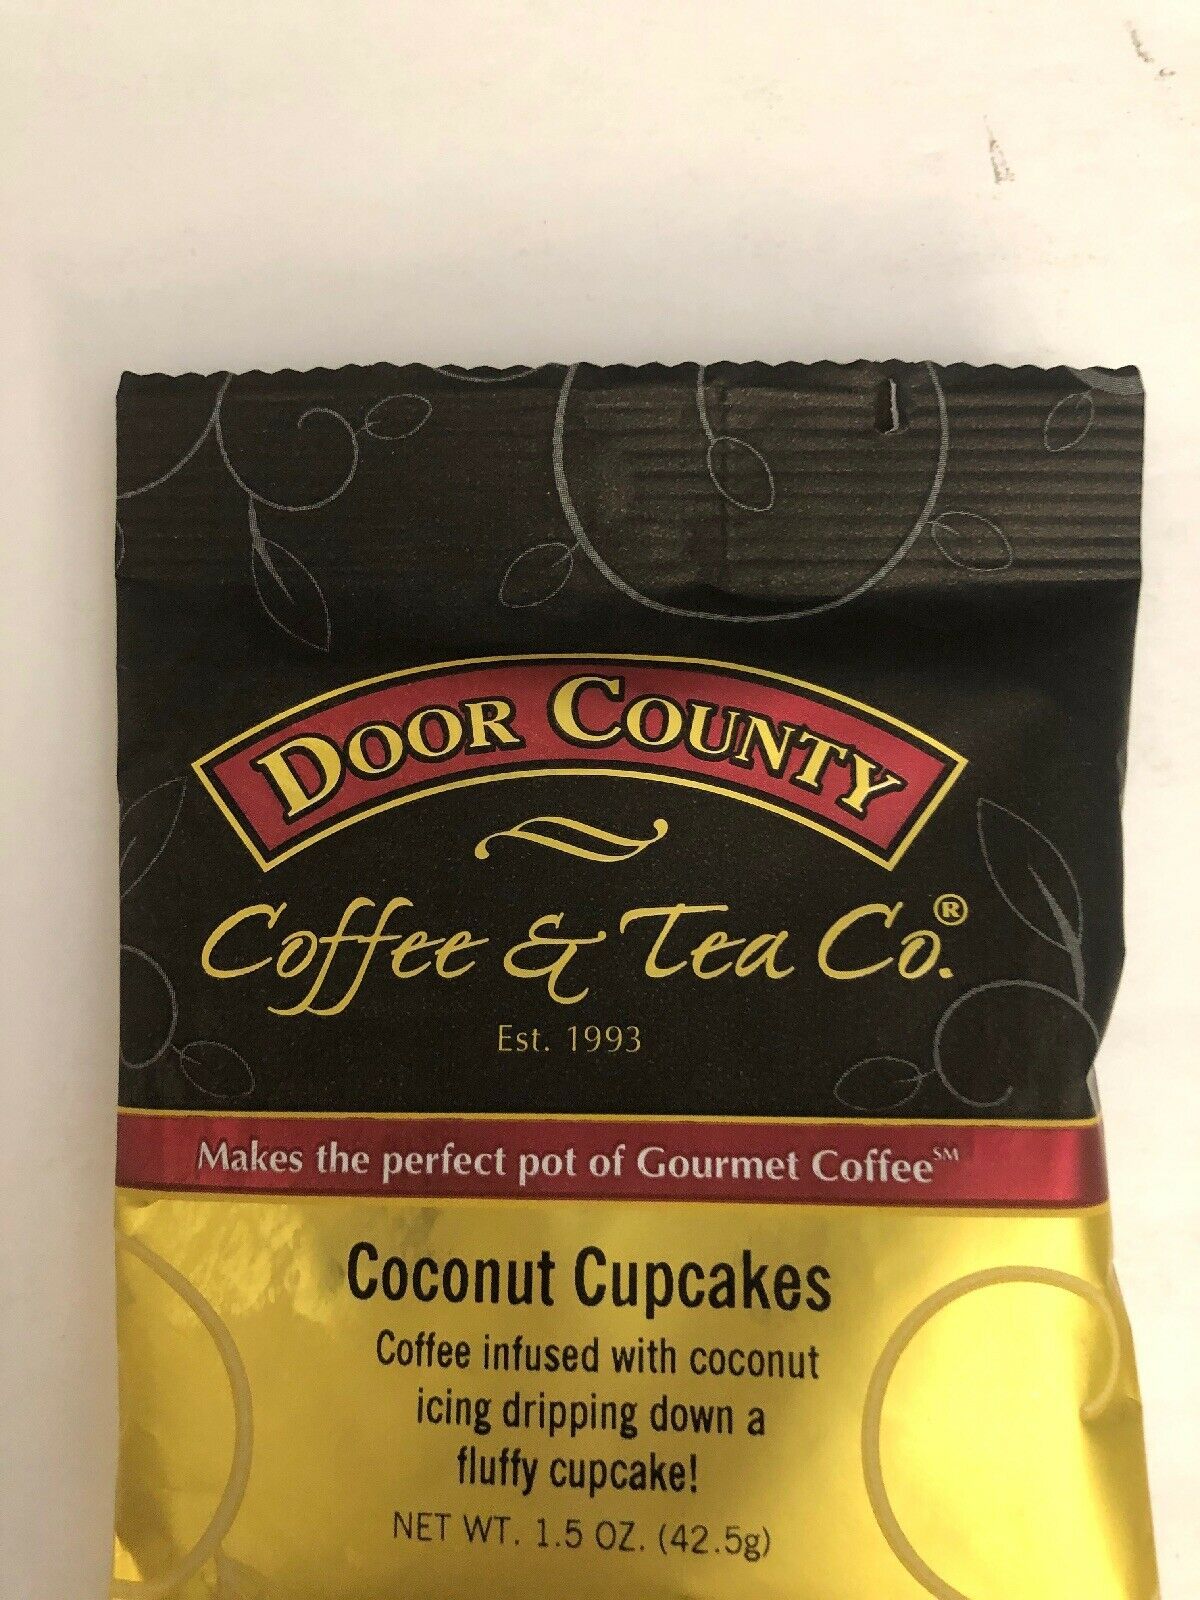 DOOR COUNTY
Coffee & Tea Co.®
Est. 1993
Makes the perfect pot of Gourmet Coffee℠
Coconut Cupcakes
Coffee infused with coconut
icing dripping down a
fluffy cupcake!
NET WT. 1.5 OZ. (42.5g)